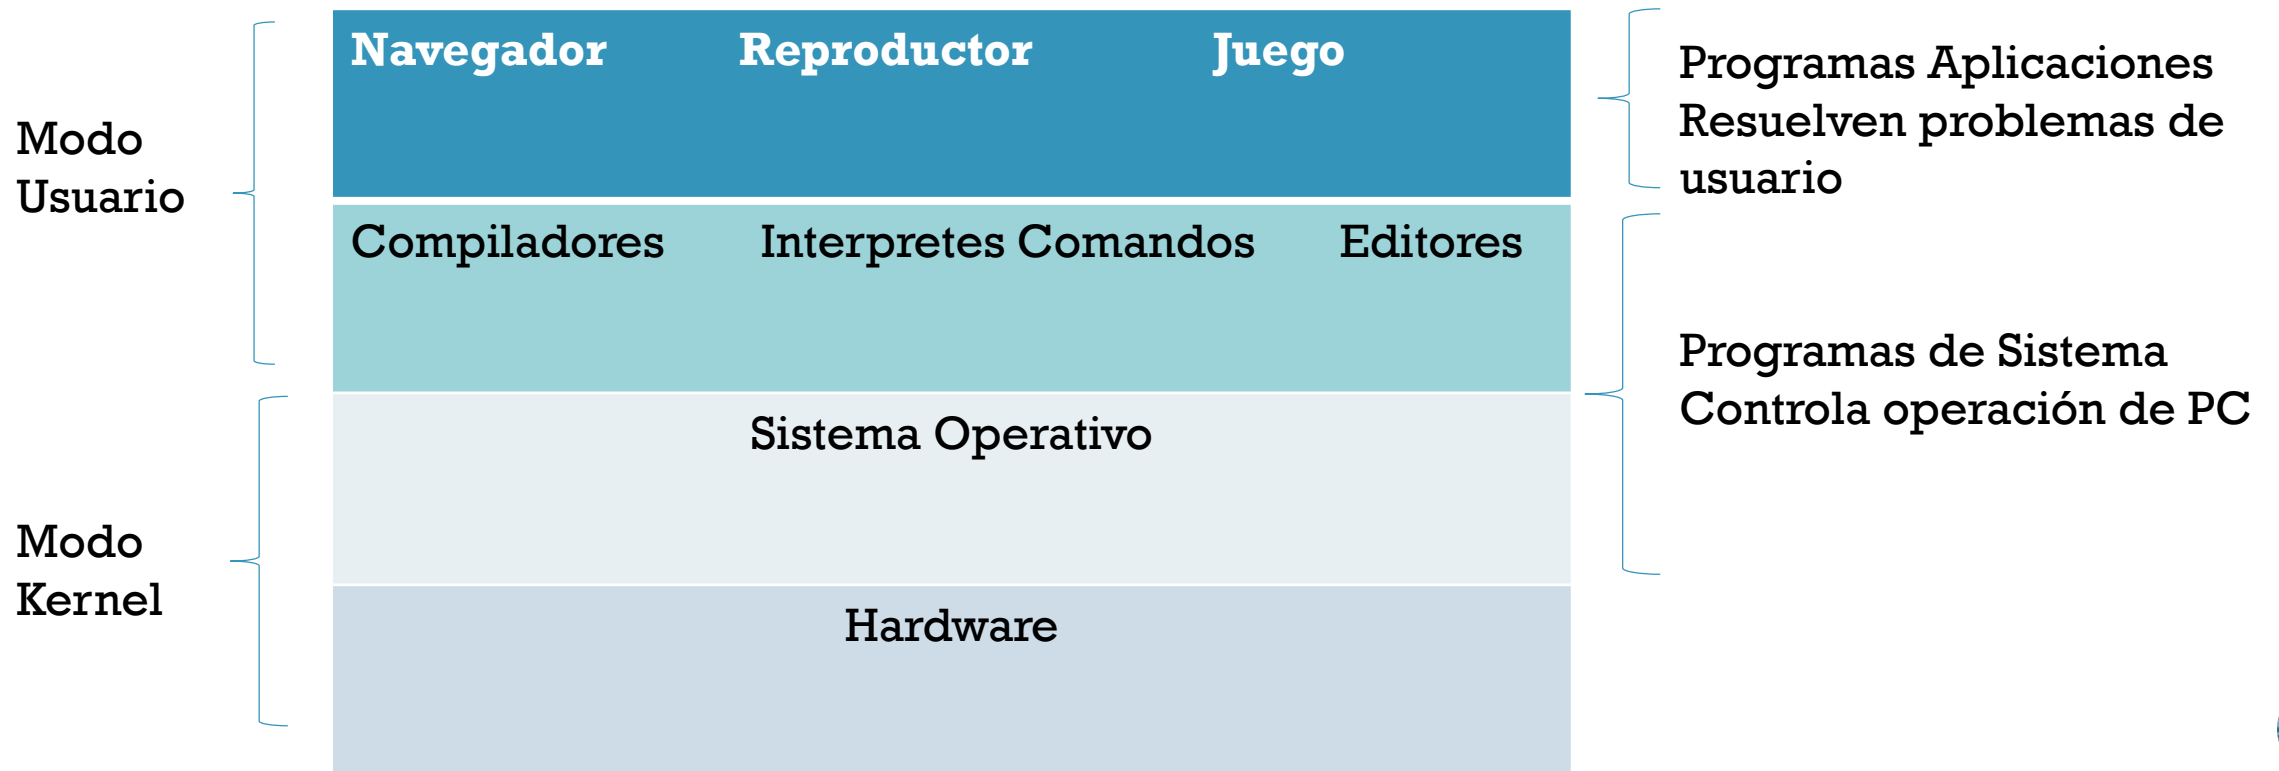 Modo
Usuario
Navegador Reproductor Juego
Programas Aplicaciones
Resuelven problemas de
usuario
Compiladores Interpretes Comandos Editores
Programas de Sistema
Controla operación de PC
Sistema Operativo
Modo
Kernel
Hardware